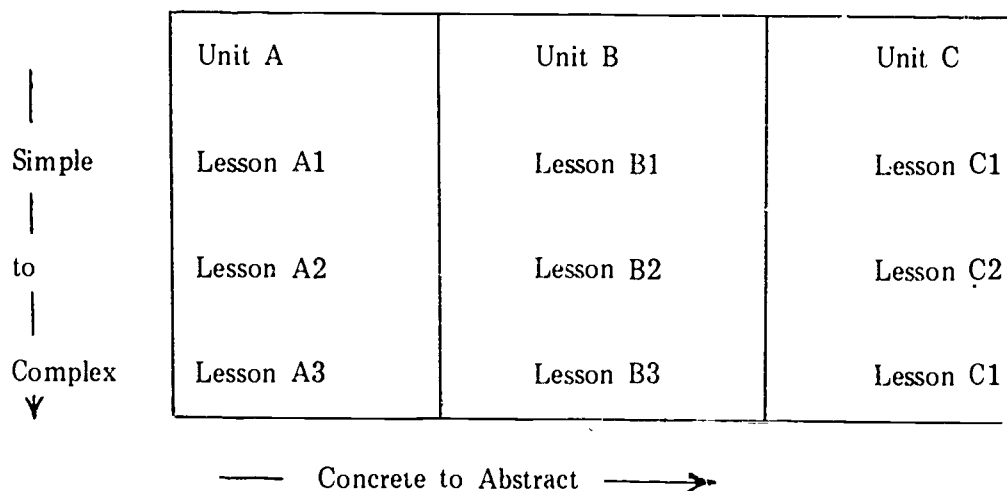 Unit A Unit B Unit C
Simple Lesson A1 Lesson B1 Lesson C1
to Lesson A2 Lesson B2 Lesson C2
Complex Lesson A3 Lesson B3 Lesson C1
Concrete to Abstract